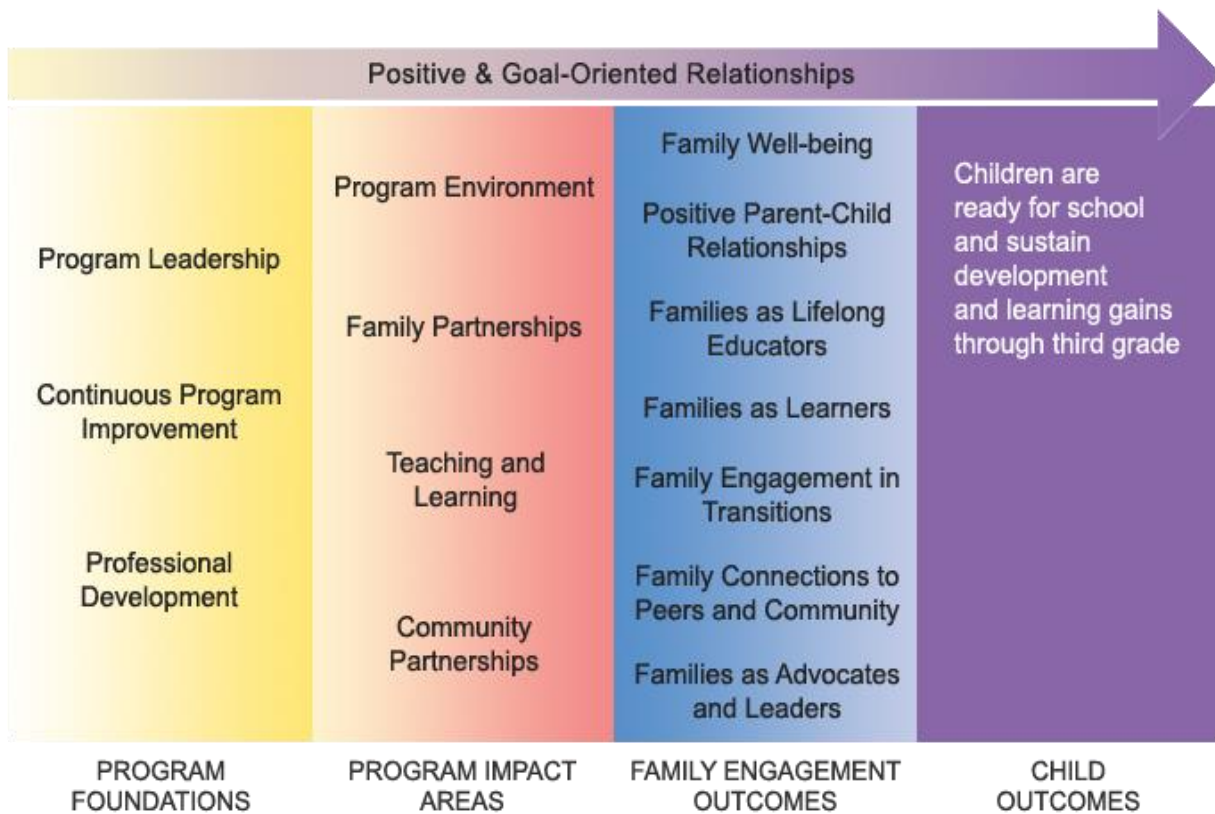 Positive & Goal-Oriented Relationships
Program Leadership
Continuous Program
Improvement
Professional
Development
PROGRAM
FOUNDATIONS
Program Environment
Family Partnerships
Teaching and
Learning
Community
Partnerships
PROGRAM IMPACT
AREAS
Family Well-being
Positive Parent-Child
Relationships
Families as Lifelong
Educators
Families as Learners
Family Engagement in
Transitions
Family Connections to
Peers and Community
Families as Advocates
and Leaders
FAMILY ENGAGEMENT
OUTCOMES
Children are
ready for school
and sustain
development
and learning gains
through third grade
CHILD
OUTCOMES